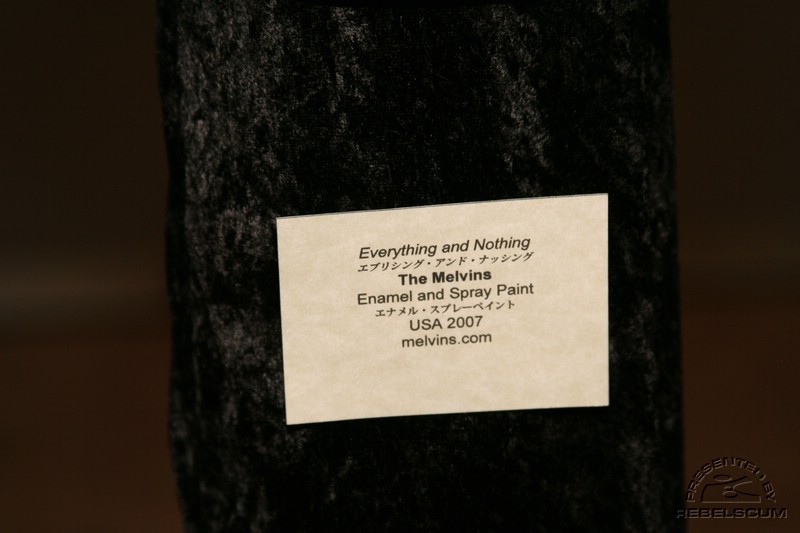 Everything and Nothing
エブリシング・アンド・ナッシング
The Melvins
Enamel and Spray Paint
エナメル・スプレーペイント
USA 2007
melvins.com
PRESENTED BY
REBELSCUM